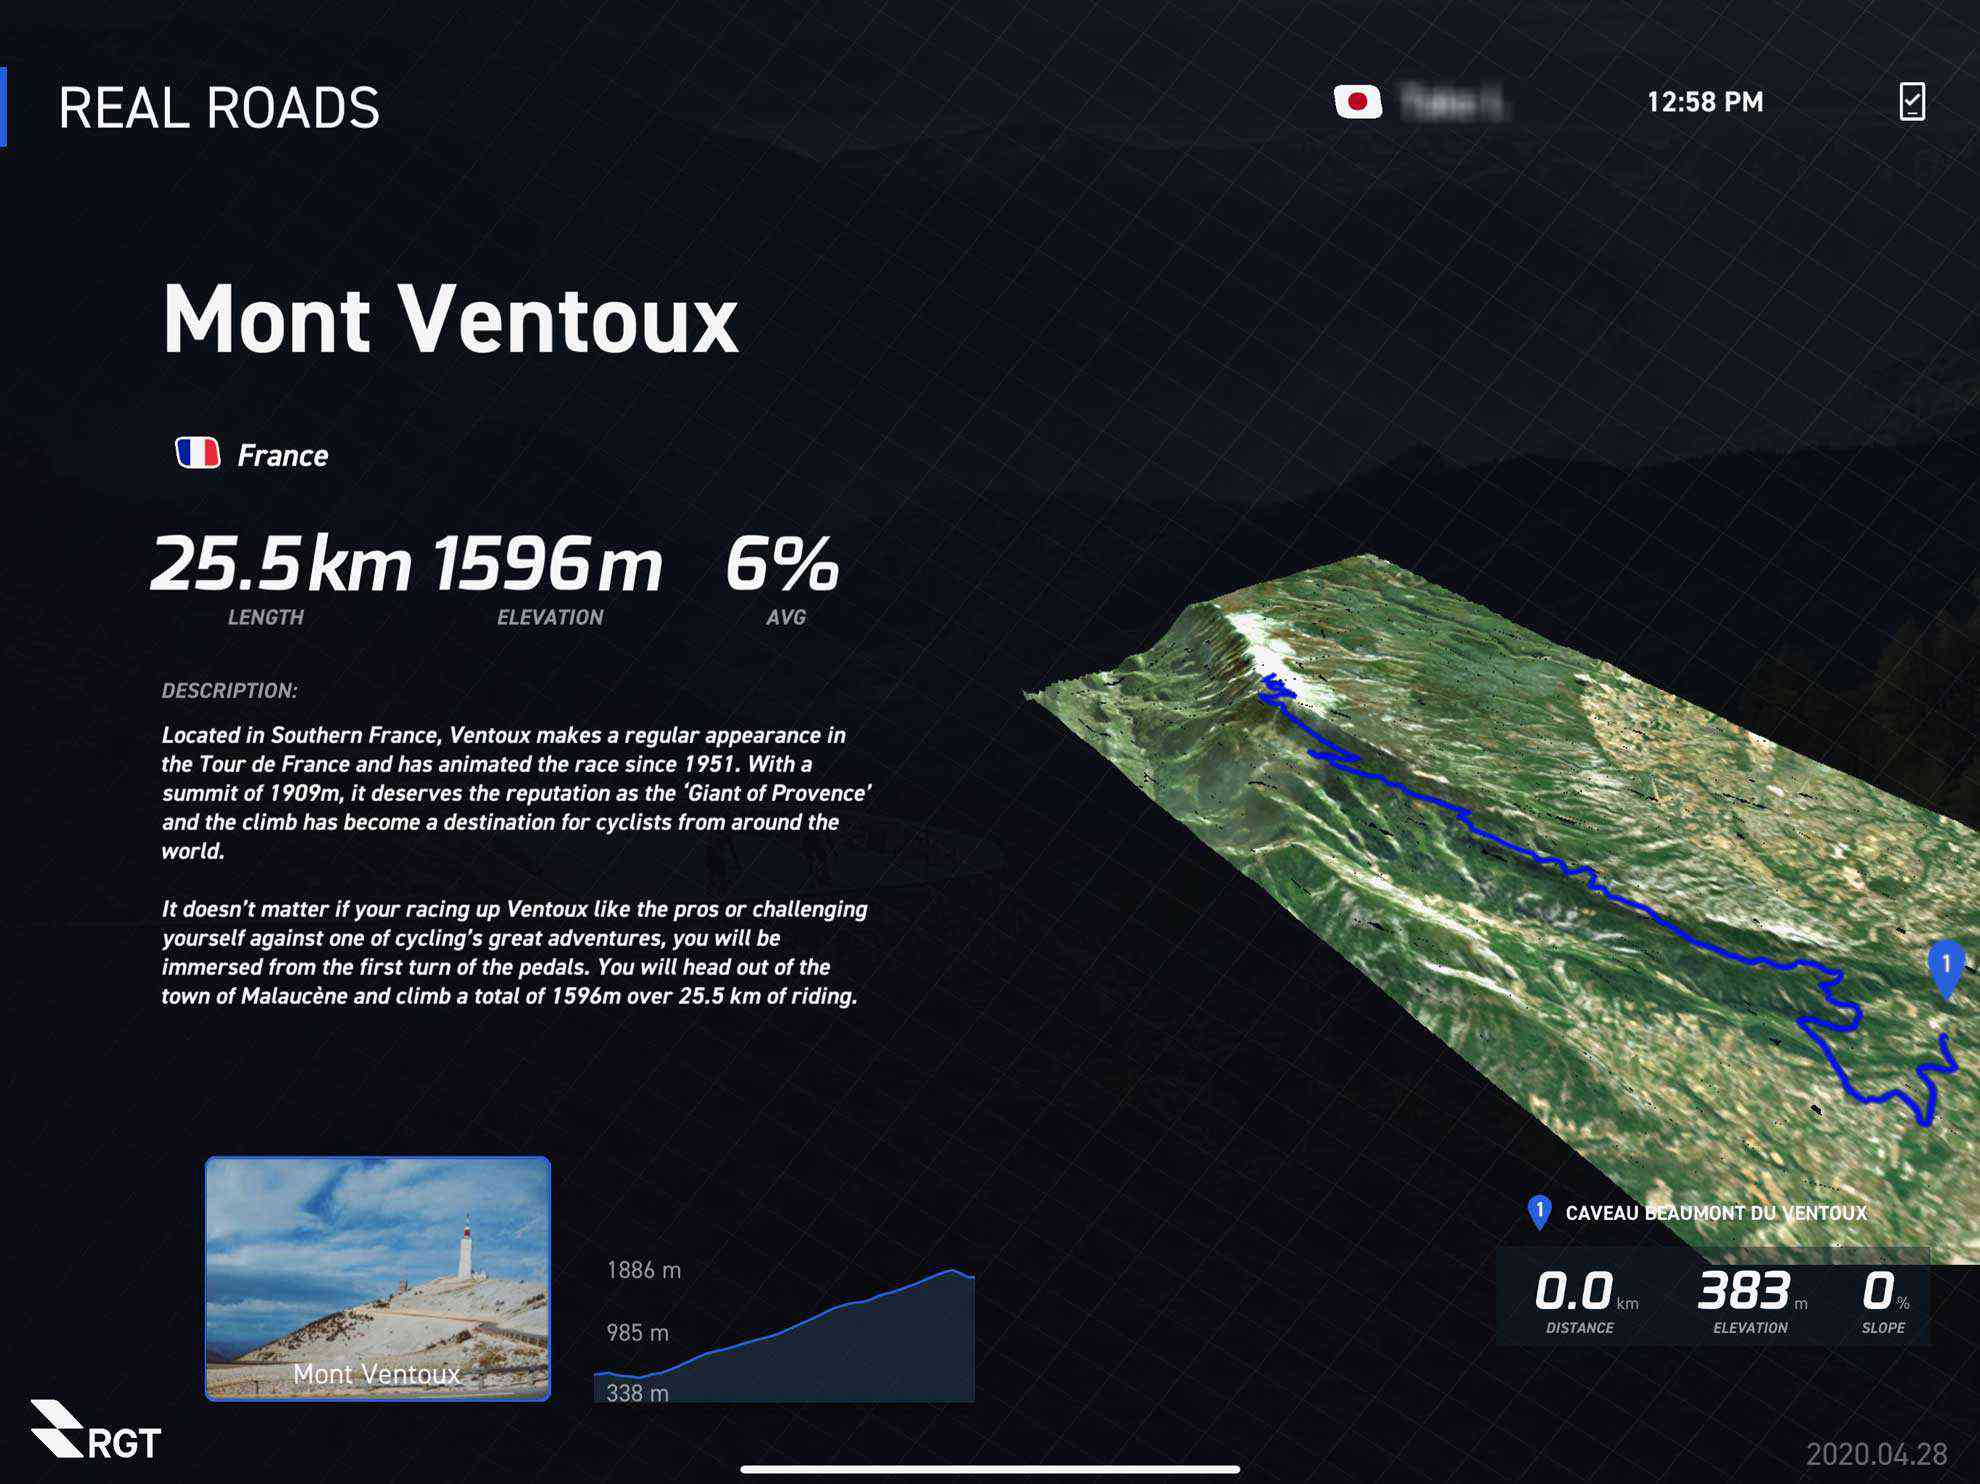 REAL ROADS
12:58 PM
Mont Ventoux
France
25.5 km 1596 m 6%
LENGTH ELEVATION AVG
DESCRIPTION:
Located in Southern France, Ventoux makes a regular appearance in
the Tour de France and has animated the race since 1951. With a
summit of 1909m, it deserves the reputation as the ‘Giant of Provence’
and the climb has become a destination for cyclists from around the
world.
It doesn’t matter if your racing up Ventoux like the pros or challenging
yourself against one of cycling’s great adventures, you will be
immersed from the first turn of the pedals. You will head out of the
town of Malaucène and climb a total of 1596m over 25.5 km of riding.
1
Mont Ventoux
1886 m
985 m
338 m
1 CAVEAU BEAUMONT DU VENTOUX
0.0 km 383 m 0 %
DISTANCE ELEVATION SLOPE
RGT
2020.04.28